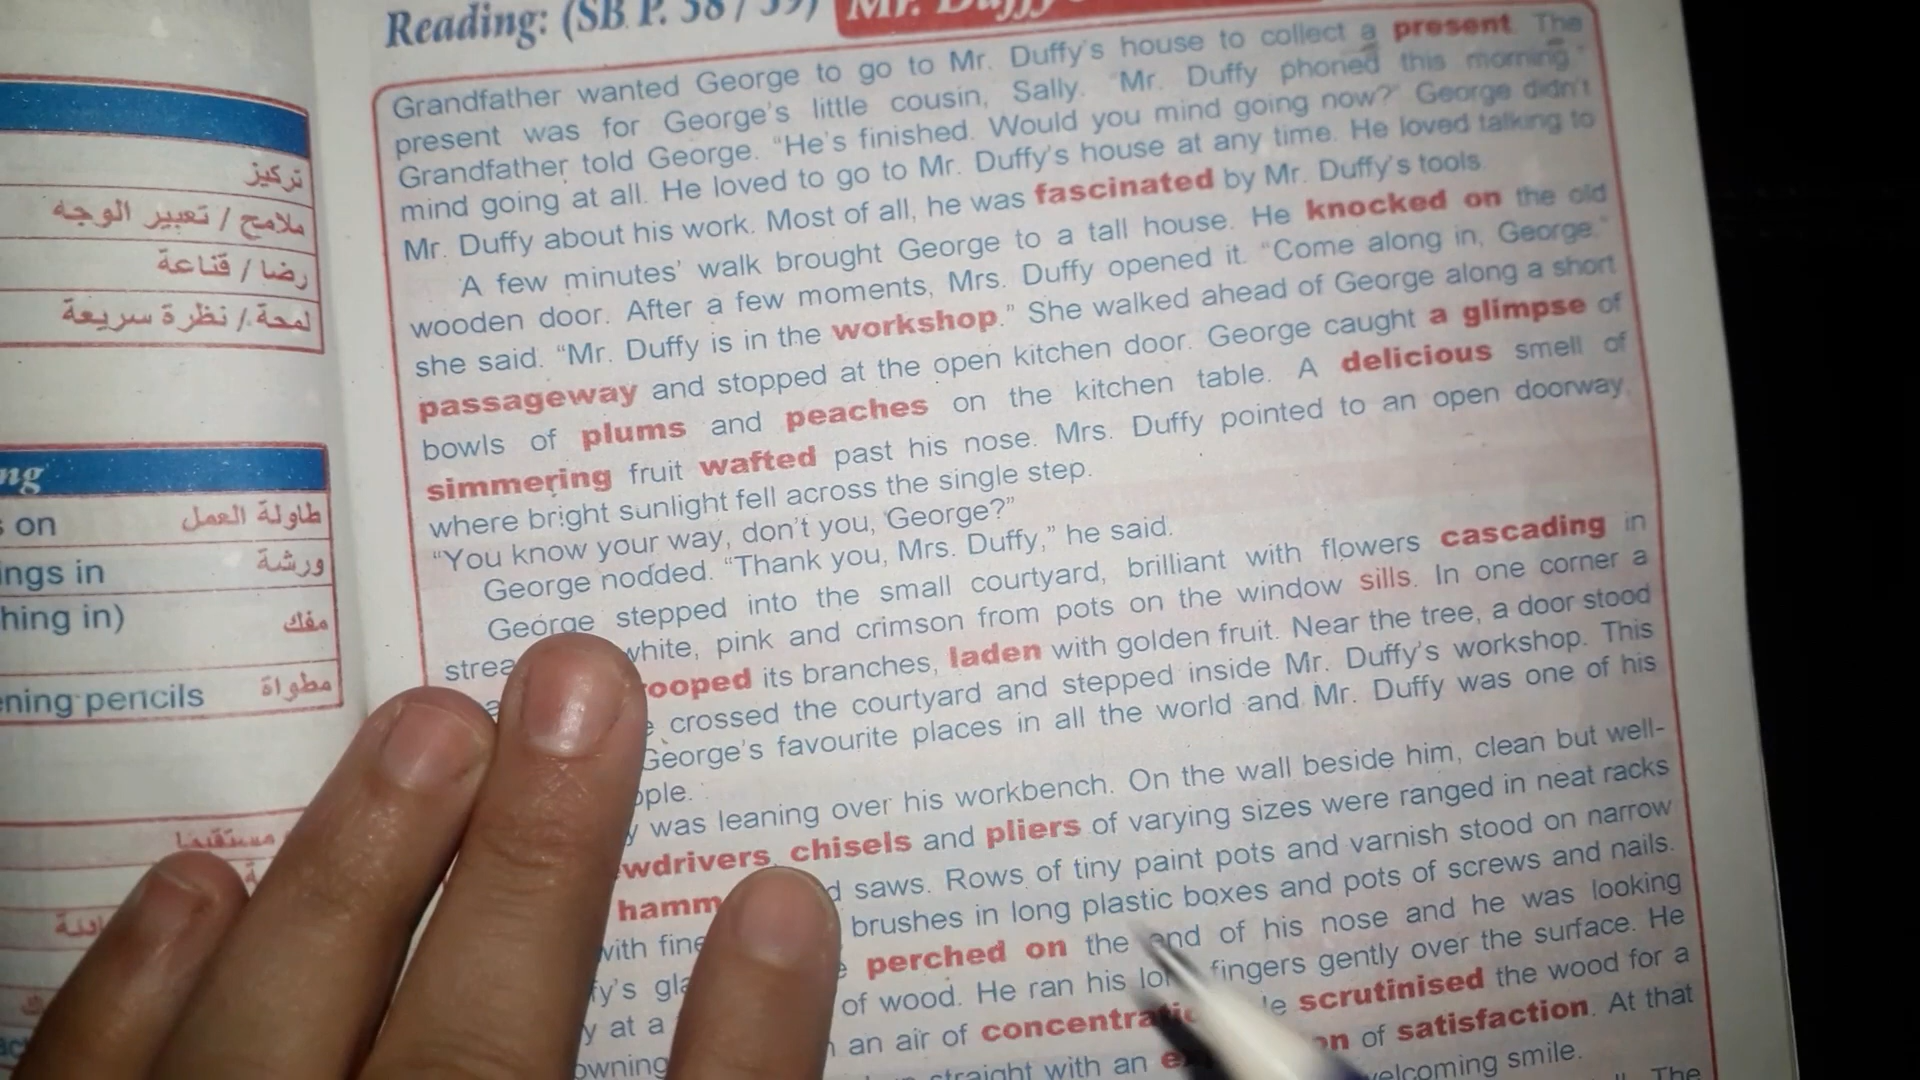 Reading: (SB P. 58 / 59) Mr. Duffy's
Grandfather wanted George to go to Mr. Duffy's house to collect a present. The
present was for George's little cousin, Sally. "Mr. Duffy phoned this morning,"
Grandfather told George. "He's finished. Would you mind going now?" George didn't
mind going at all. He loved to go to Mr. Duffy's house at any time. He loved talking to
Mr. Duffy about his work. Most of all, he was fascinated by Mr. Duffy's tools.
A few minutes' walk brought George to a tall house. He knocked on the old
wooden door. After a few moments, Mrs. Duffy opened it. "Come along in, George,"
she said. "Mr. Duffy is in the workshop." She walked ahead of George along a short
passageway and stopped at the open kitchen door. George caught a glimpse of
bowls of plums and peaches on the kitchen table. A delicious smell of
simmering fruit wafted past his nose. Mrs. Duffy pointed to an open doorway,
where bright sunlight fell across the single step.
"You know your way, don't you, George?"
George nodded. "Thank you, Mrs. Duffy," he said.
George stepped into the small courtyard, brilliant with flowers cascading in
white, pink and crimson from pots on the window sills. In one corner a
its branches, laden with golden fruit. Near the tree, a door stood
crossed the courtyard and stepped inside Mr. Duffy's workshop. This
George's favourite places in all the world and Mr. Duffy was one of his
was leaning over his workbench. On the wall beside him, clean but well-
chisels and pliers of varying sizes were ranged in neat racks
saws. Rows of tiny paint pots and varnish stood on narrow
with fine brushes in long plastic boxes and pots of screws and nails.
perched on the end of his nose and he was looking
at a of wood. He ran his fingers gently over the surface. He
an air of scrutinised the wood for a
straight with an of satisfaction. At that
smile.
The
تركيز
ملامح / تعبير الوجه
رضا / قناعة
لمحة / نظرة سريعة
on طاولة العمل
in ورشة
hing in) مفك
pencils مطواة
مستقيما